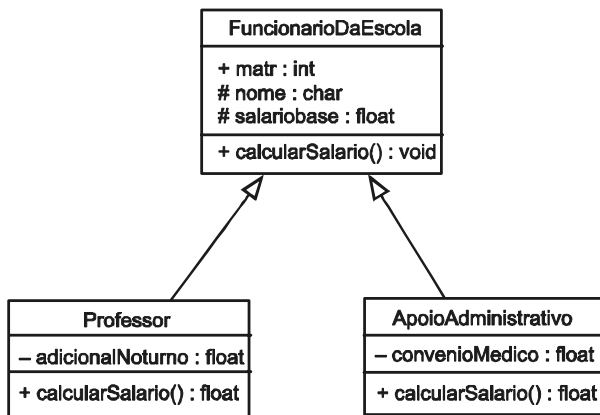 FuncionarioDaEscola
+ matr : int
# nome : char
# salariobase : float
+ calcularSalario() : void
Professor
– adicionalNoturno : float
+ calcularSalario() : float
ApoioAdministrativo
– convenioMedico : float
+ calcularSalario() : float